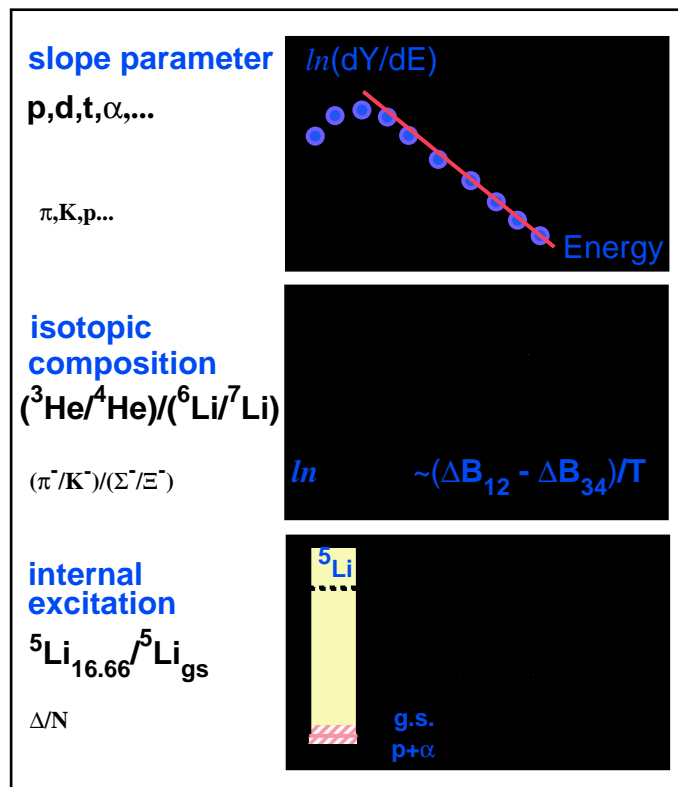 slope parameter
p,d,t,α,...
π,K,p...
ln(dY/dE)
Energy
isotopic
composition
(³He/⁴He)/(⁶Li/⁷Li)
(π⁻/K⁻)/(Σ⁻/Ξ⁻)
ln ~(ΔB₁₂ - ΔB₃₄)/T
internal
excitation
⁵Li₁₆.₆₆/⁵Li_gs
Δ/N
⁵Li
g.s.
p+α